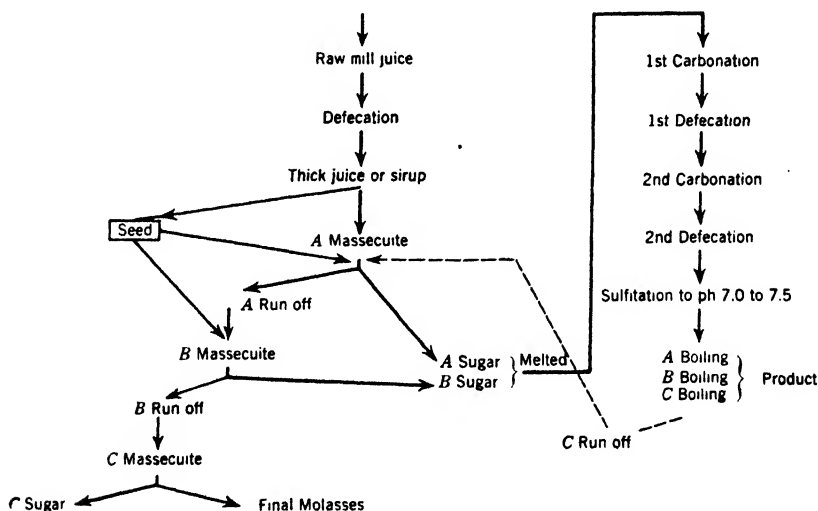 Raw mill juice
Defecation
Thick juice or sirup
Seed
A Massecuite
A Run off
B Massecuite
A Sugar
B Sugar
Melted
B Run off
C Massecuite
C Sugar
Final Molasses
1st Carbonation
1st Defecation
2nd Carbonation
2nd Defecation
Sulfitation to ph 7.0 to 7.5
A Boiling
B Boiling
C Boiling
Product
C Run off